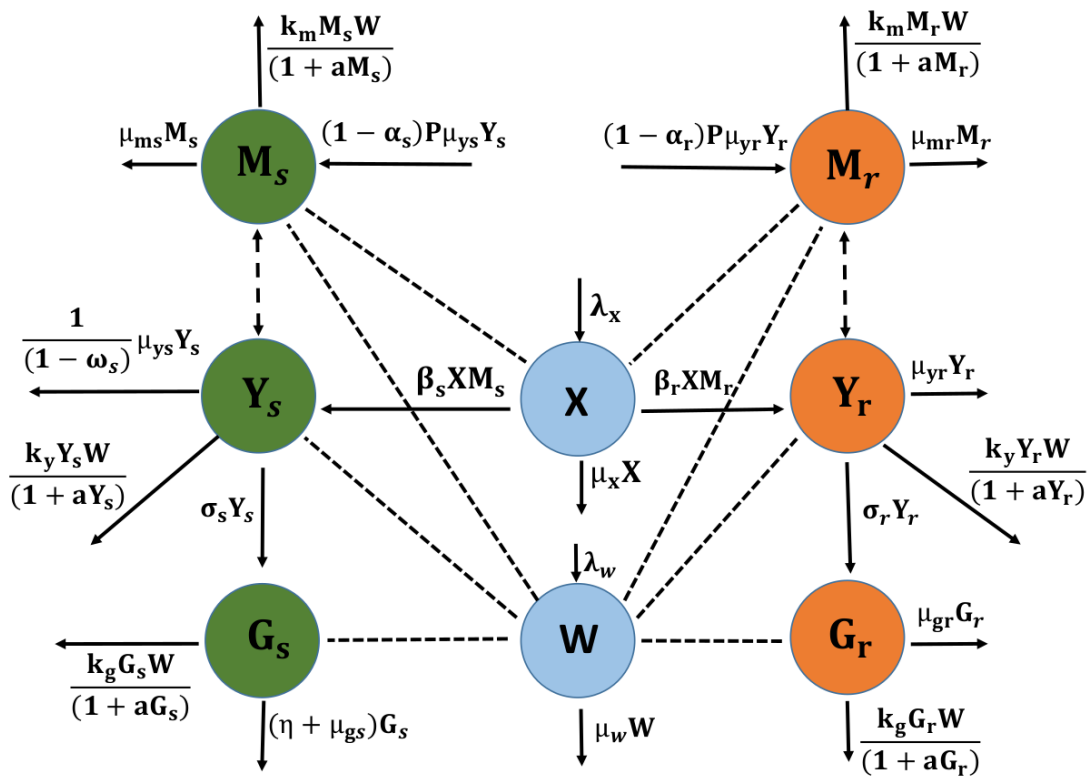 k_m M_s W
(1 + aM_s)
k_m M_r W
(1 + aM_r)
μ_ms M_s
(1 − α_s)Pμ_ys Y_s
(1 − α_r)Pμ_yr Y_r
μ_mr M_r
M_s
M_r
λ_x
1
(1 − ω_s)
μ_ys Y_s
β_s XM_s
β_r XM_r
μ_yr Y_r
Y_s
X
Y_r
k_y Y_s W
(1 + aY_s)
σ_s Y_s
μ_x X
σ_r Y_r
k_y Y_r W
(1 + aY_r)
λ_w
G_s
W
G_r
μ_gr G_r
k_g G_s W
(1 + aG_s)
(η + μ_gs)G_s
μ_w W
k_g G_r W
(1 + aG_r)